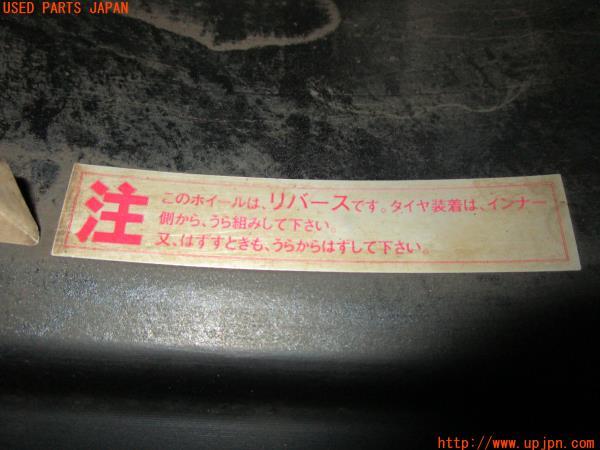 USED PARTS JAPAN
注
このホイールは、リバースです。タイヤ装着は、インナー
側から、うら組みして下さい。
又、はずすときも、うらからはずして下さい。
http://www.upjpn.com/